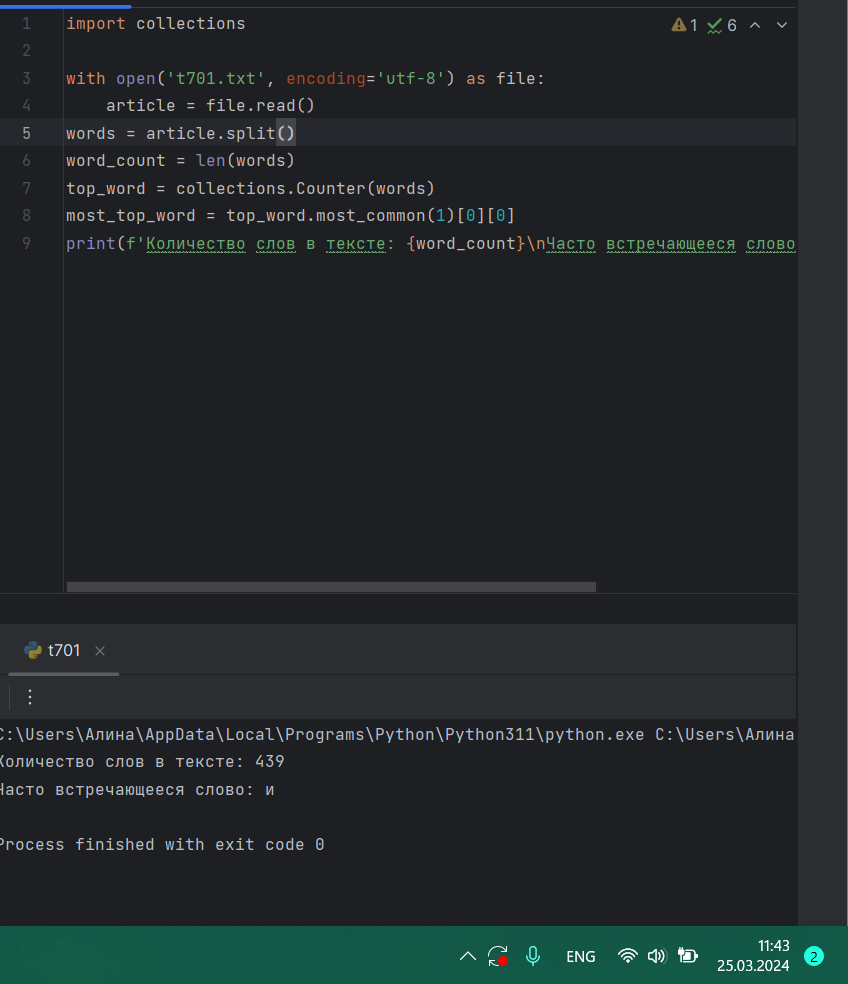 1 import collections
2
3 with open('t701.txt', encoding='utf-8') as file:
4 article = file.read()
5 words = article.split()
6 word_count = len(words)
7 top_word = collections.Counter(words)
8 most_top_word = top_word.most_common(1)[0][0]
9 print(f'Количество слов в тексте: {word_count}\nЧасто встречающееся слово
1 6
t701
C:\Users\Алина\AppData\Local\Programs\Python\Python311\python.exe C:\Users\Алина
Количество слов в тексте: 439
Часто встречающееся слово: и
Process finished with exit code 0
ENG
11:43
25.03.2024
2